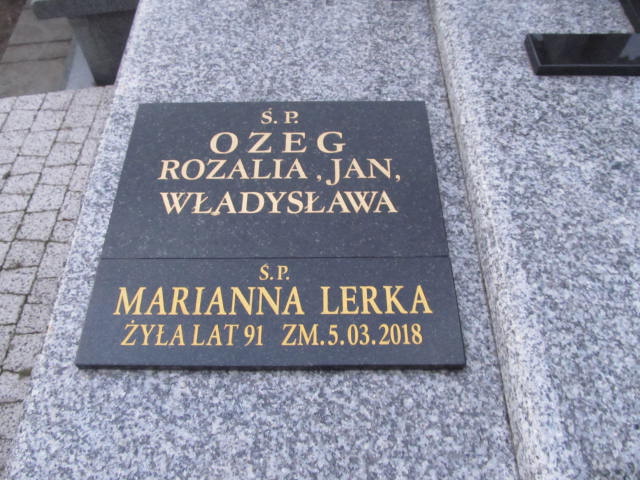 Ś. P.
OZEG
ROZALIA , JAN,
WŁADYSŁAWA
Ś.P.
MARIANNA LERKA
ŻYŁA LAT 91 ZM.5.03.2018